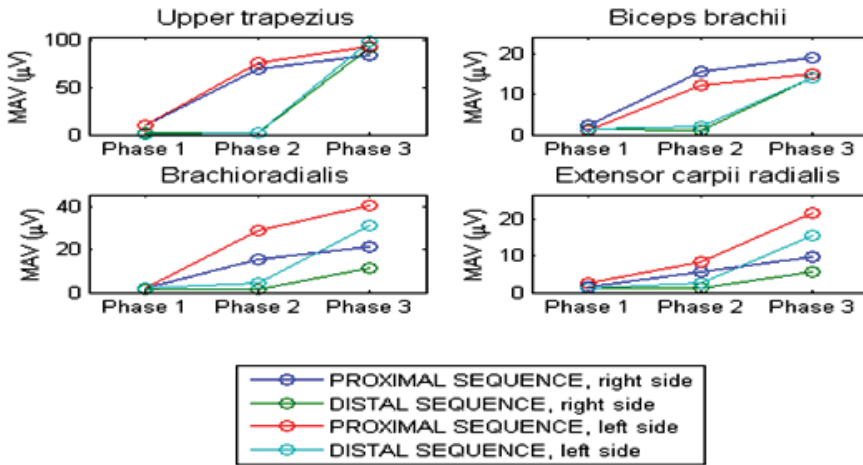 Upper trapezius
MAV (μV)
100
50
0
Phase 1 Phase 2 Phase 3
Biceps brachii
MAV (μV)
20
10
0
Phase 1 Phase 2 Phase 3
Brachioradialis
MAV (μV)
40
20
0
Phase 1 Phase 2 Phase 3
Extensor carpii radialis
MAV (μV)
20
10
0
Phase 1 Phase 2 Phase 3
PROXIMAL SEQUENCE, right side
DISTAL SEQUENCE, right side
PROXIMAL SEQUENCE, left side
DISTAL SEQUENCE, left side